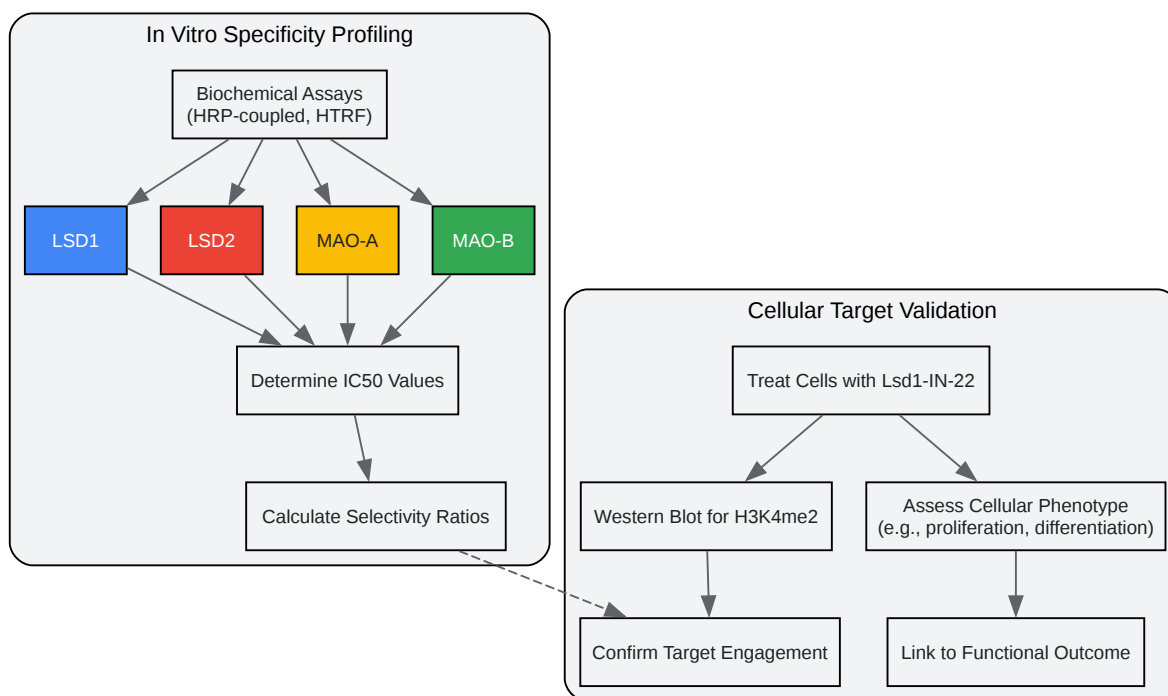 In Vitro Specificity Profiling
Biochemical Assays
(HRP-coupled, HTRF)
LSD1
LSD2
MAO-A
MAO-B
Determine IC50 Values
Calculate Selectivity Ratios
Cellular Target Validation
Treat Cells with Lsd1-IN-22
Western Blot for H3K4me2
Assess Cellular Phenotype
(e.g., proliferation, differentiation)
Confirm Target Engagement
Link to Functional Outcome